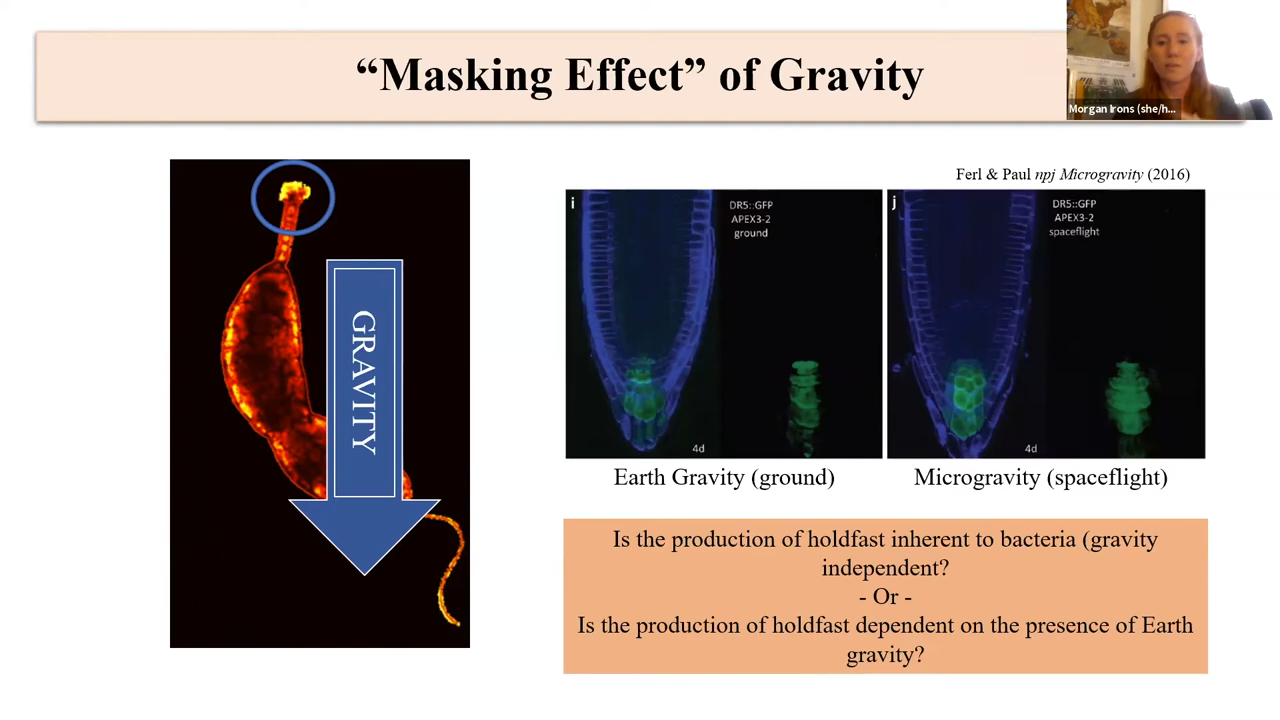 “Masking Effect” of Gravity
Morgan Irons (she/h...
GRAVITY
Ferl & Paul npj Microgravity (2016)
i
DR5::GFP
APEX3-2
ground
4d
j
DR5::GFP
APEX3-2
spaceflight
4d
Earth Gravity (ground)
Microgravity (spaceflight)
Is the production of holdfast inherent to bacteria (gravity
independent?
- Or -
Is the production of holdfast dependent on the presence of Earth
gravity?